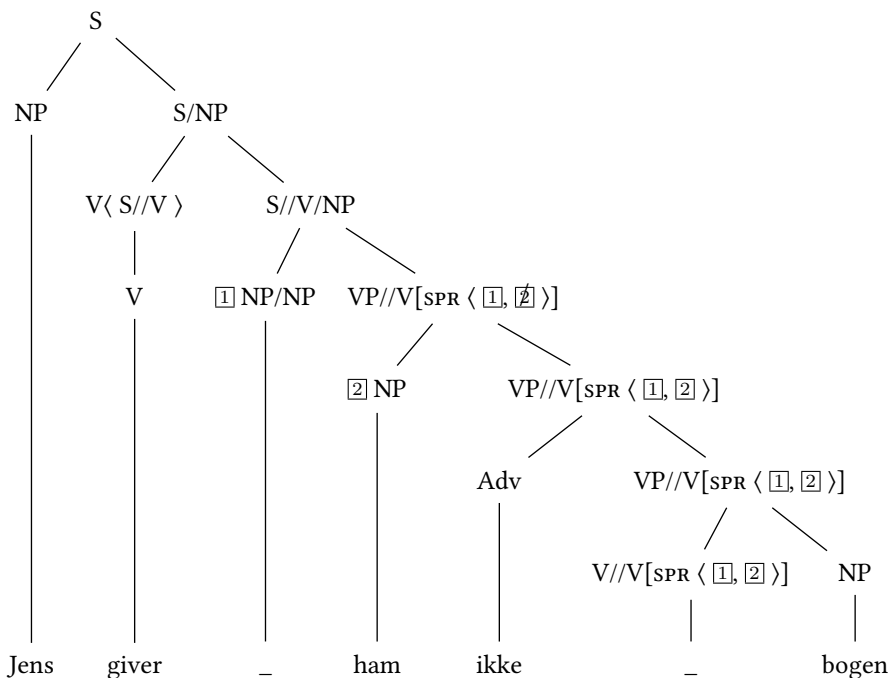 S
NP S/NP
V⟨ S//V ⟩ S//V/NP
V 1 NP/NP VP//V[SPR ⟨ 1, 2̸ ⟩]
2 NP VP//V[SPR ⟨ 1, 2 ⟩]
Adv VP//V[SPR ⟨ 1, 2 ⟩]
V//V[SPR ⟨ 1, 2 ⟩] NP
Jens giver _ ham ikke _ bogen